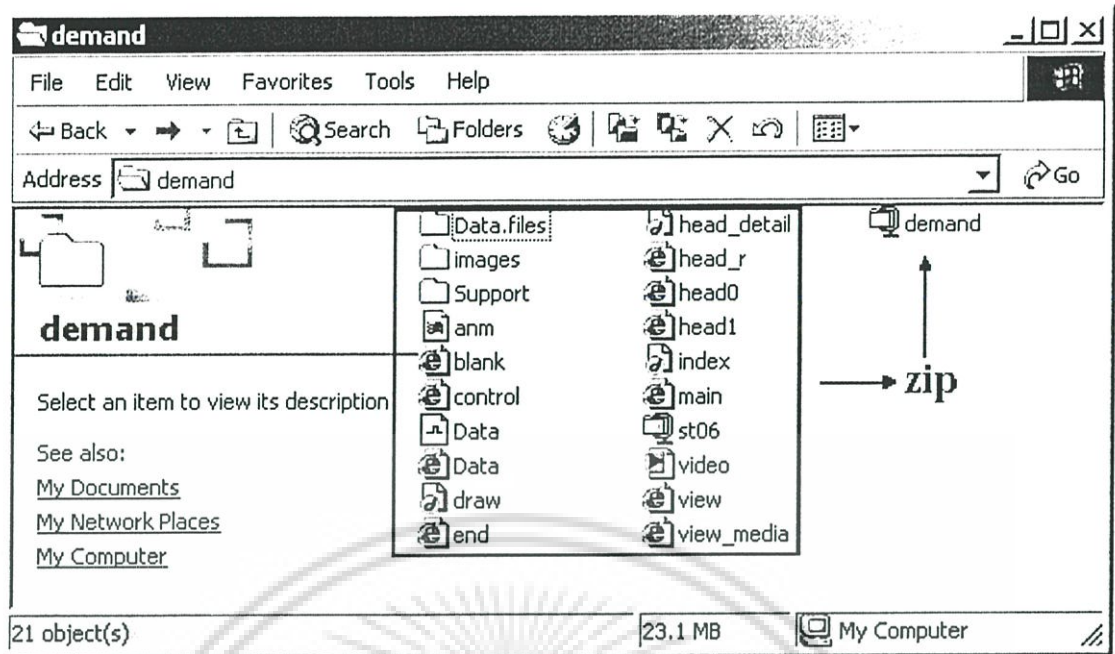 demand
File Edit View Favorites Tools Help
Back Search Folders
Address demand Go
demand
Select an item to view its description
See also:
My Documents
My Network Places
My Computer
Data.files
images
Support
anm
blank
control
Data
Data
draw
end
head_detail
head_r
head0
head1
index
main
st06
video
view
view_media
demand
zip
21 object(s) 23.1 MB My Computer